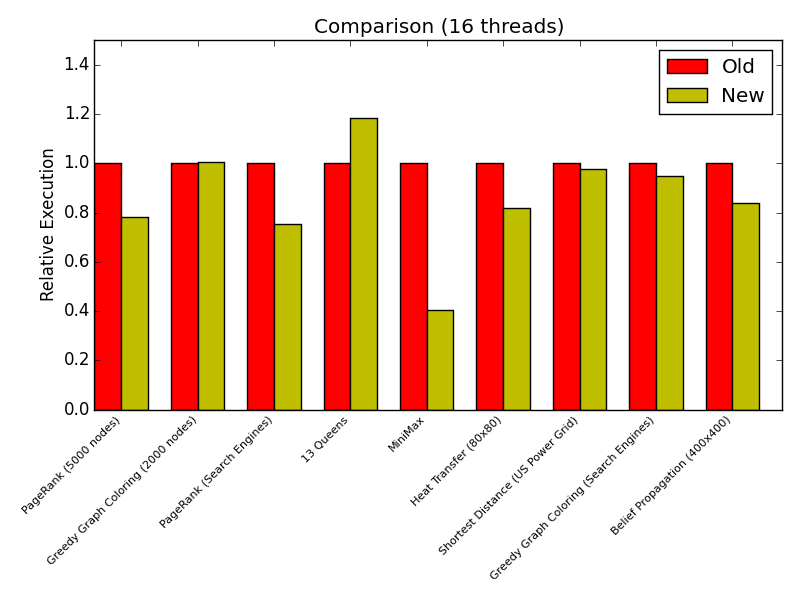 Comparison (16 threads)
Old
New
Relative Execution
1.4
1.2
1.0
0.8
0.6
0.4
0.2
0.0
PageRank (5000 nodes)
Greedy Graph Coloring (2000 nodes)
PageRank (Search Engines)
13 Queens
MiniMax
Heat Transfer (80x80)
Shortest Distance (US Power Grid)
Greedy Graph Coloring (Search Engines)
Belief Propagation (400x400)